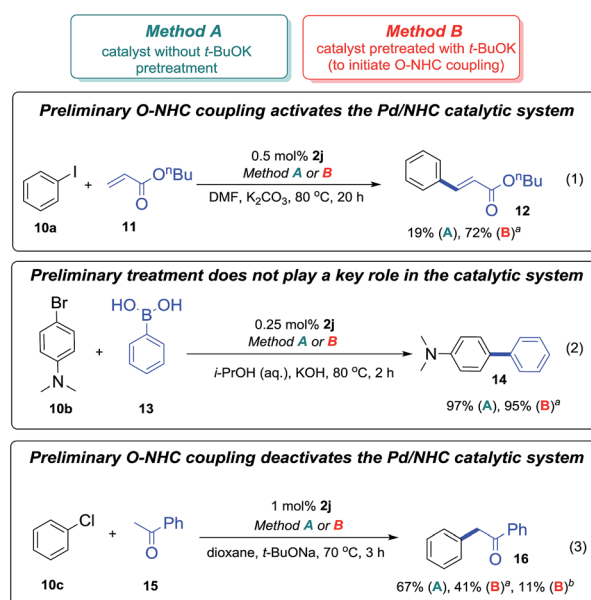 Method A
catalyst without t-BuOK
pretreatment
Method B
catalyst pretreated with t-BuOK
(to initiate O-NHC coupling)
Preliminary O-NHC coupling activates the Pd/NHC catalytic system
I
10a
+
OⁿBu
O
11
0.5 mol% 2j
Method A or B
DMF, K₂CO₃, 80 °C, 20 h
OⁿBu
O
12
19% (A), 72% (B)ᵃ
(1)
Preliminary treatment does not play a key role in the catalytic system
Br
N
10b
+
HO OH
B
13
0.25 mol% 2j
Method A or B
i-PrOH (aq.), KOH, 80 °C, 2 h
N
14
97% (A), 95% (B)ᵃ
(2)
Preliminary O-NHC coupling deactivates the Pd/NHC catalytic system
Cl
10c
+
Ph
O
15
1 mol% 2j
Method A or B
dioxane, t-BuONa, 70 °C, 3 h
Ph
O
16
67% (A), 41% (B)ᵃ, 11% (B)ᵇ
(3)